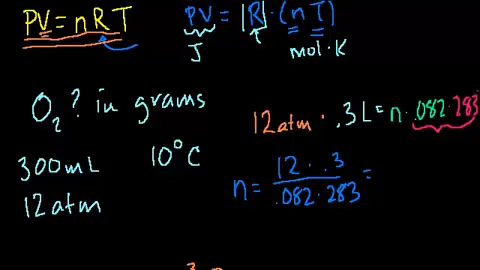 PV = nRT
PV = R · (nT)
J
mol·K
O₂? in grams
300mL 10°C
12atm
12atm · .3L = n · .082 · 283
n = 12 · .3 / .082 · 283 =